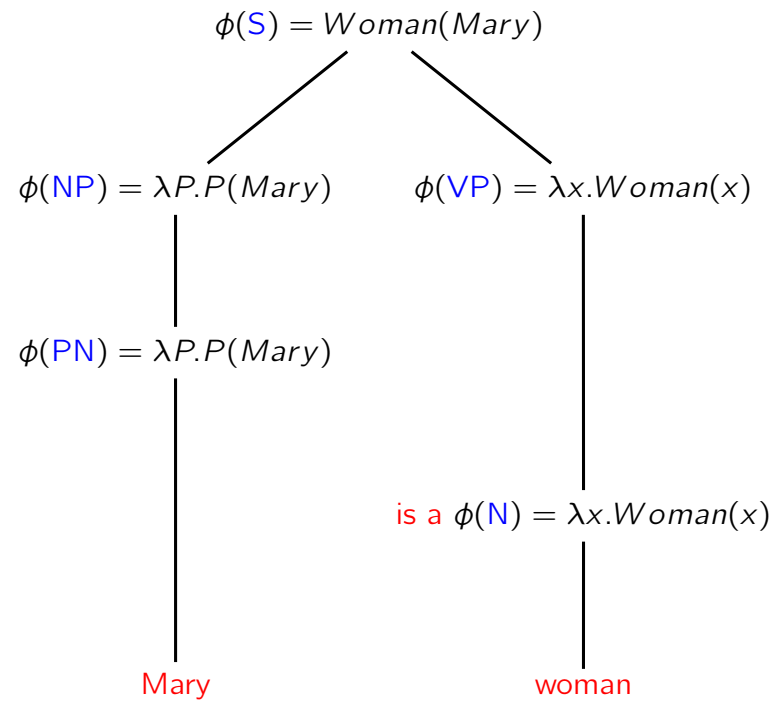 ϕ(S) = Woman(Mary)
ϕ(NP) = λP.P(Mary) ϕ(VP) = λx.Woman(x)
ϕ(PN) = λP.P(Mary)
is a ϕ(N) = λx.Woman(x)
Mary woman